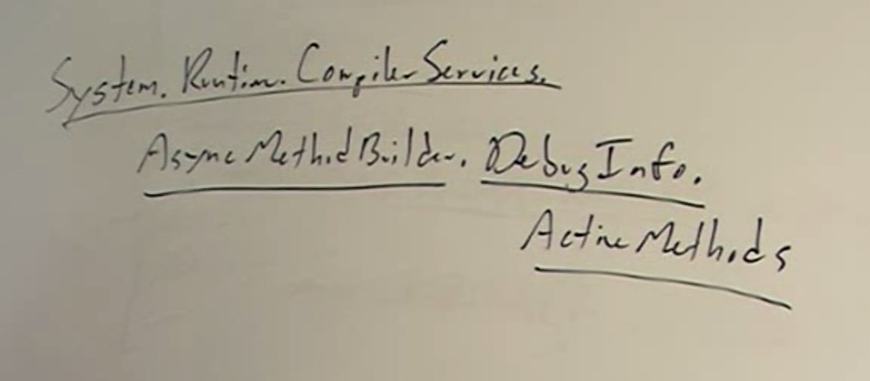 System.Runtime.CompilerServices.
AsyncMethodBuilder.DebugInfo.
ActiveMethods